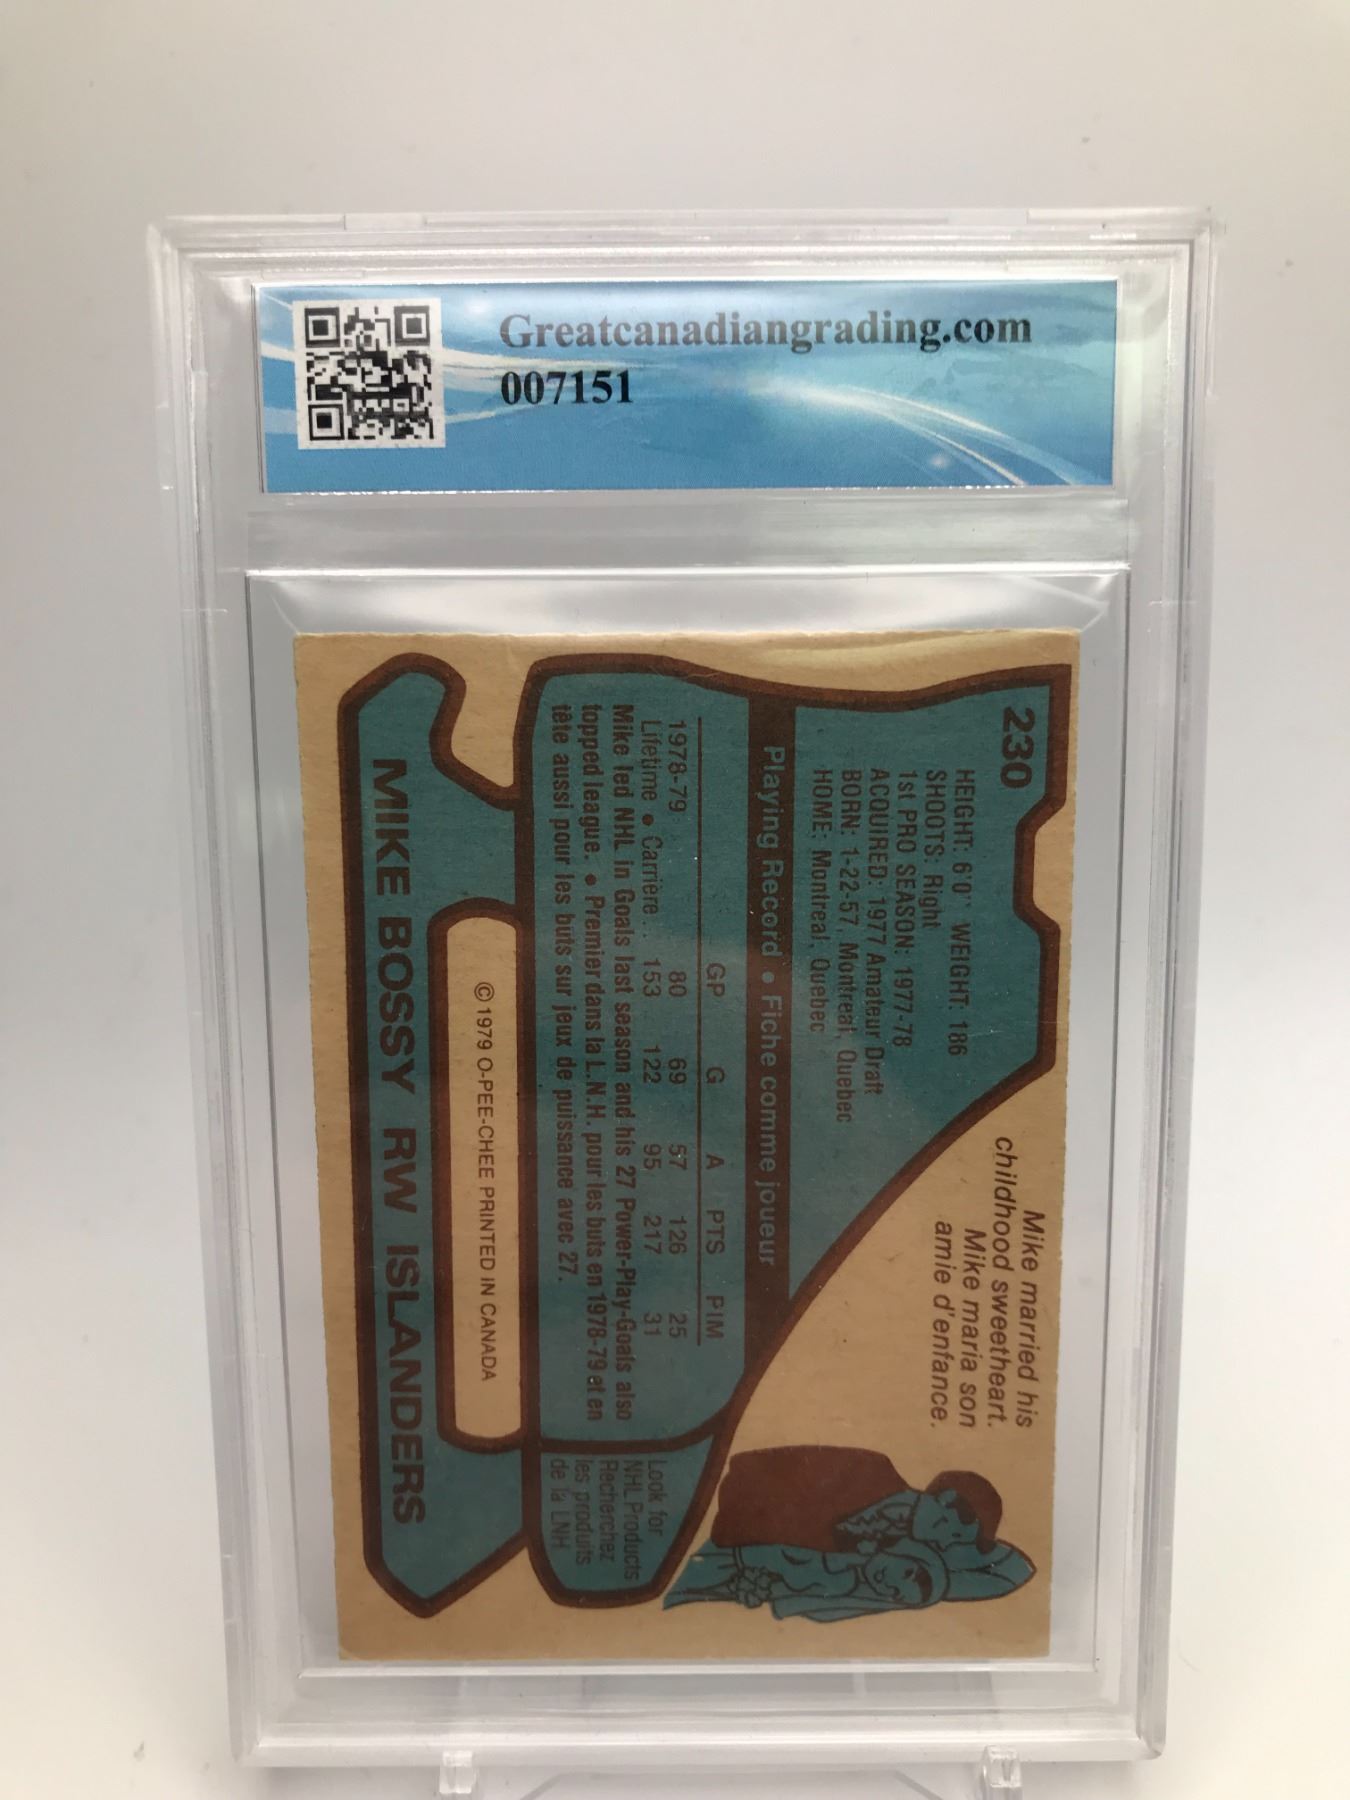 Greatcanadiangrading.com
007151
230
HEIGHT: 6'0" WEIGHT: 186
SHOOTS: Right
1st PRO SEASON: 1977-78
ACQUIRED: 1977 Amateur Draft
BORN: 1-22-57, Montreal, Quebec
HOME: Montreal, Quebec
Mike married his
childhood sweetheart.
Mike maria son
amie d'enfance.
Playing Record • Fiche comme joueur
GP G A PTS PIM
1978-79 80 69 57 126 25
Lifetime • Carrière . . 153 122 95 217 31
Mike led NHL in Goals last season and his 27 Power-Play-Goals also
topped league. • Premier dans la L.N.H. pour les buts en 1978-79 et en
tête aussi pour les buts sur jeux de puissance avec 27.
Look for
NHL Products
Recherchez
les produits
de la LNH
© 1979 O-PEE-CHEE PRINTED IN CANADA
MIKE BOSSY RW ISLANDERS